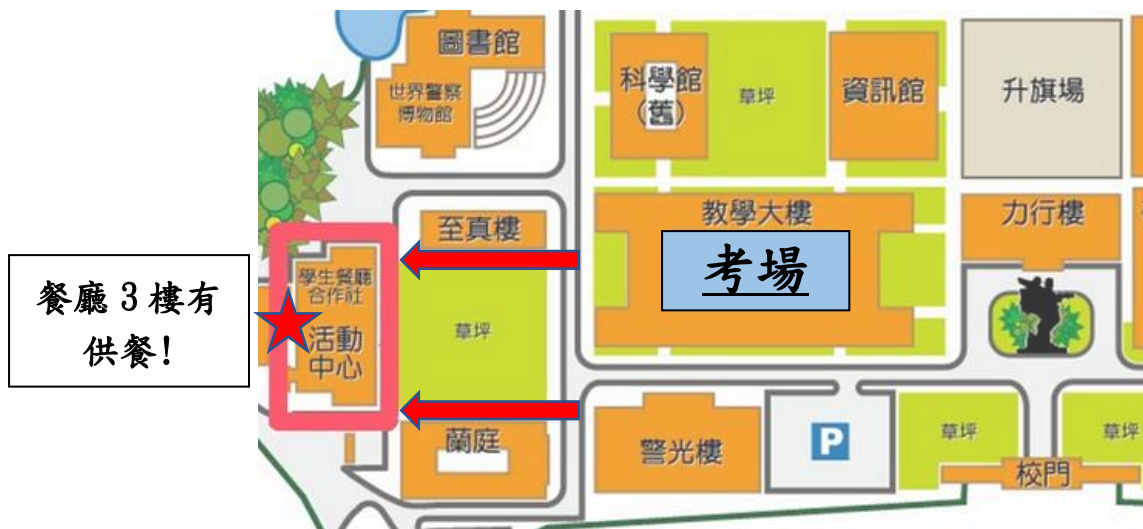 圖書館
世界警察
博物館
科學館
(舊)
草坪
資訊館
升旗場
至真樓
教學大樓
考場
力行樓
餐廳 3 樓有
供餐!
學生餐廳
合作社
活動
中心
草坪
蘭庭
警光樓
P
草坪
草坪
校門